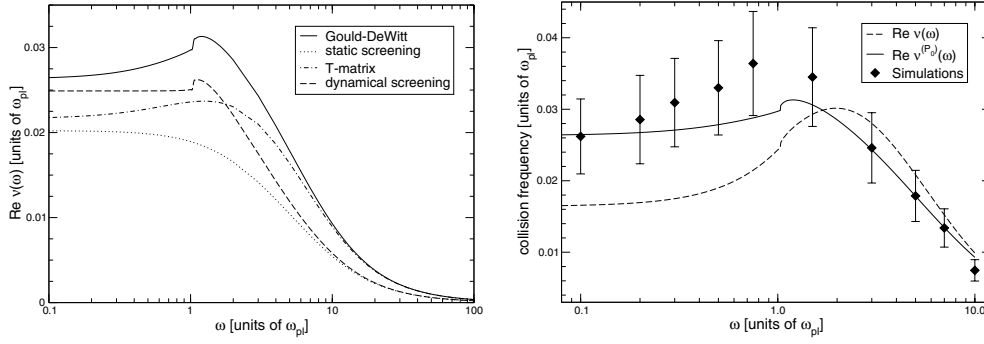 0.03
0.02
0.01
0
0.1
1
10
100
Re ν(ω) [units of ω_pl]
ω [units of ω_pl]
Gould-DeWitt
static screening
T-matrix
dynamical screening
0.04
0.03
0.02
0.01
0.1
1.0
10.0
collision frequency [units of ω_pl]
ω [units of ω_pl]
Re ν(ω)
Re ν^(P₀)(ω)
Simulations